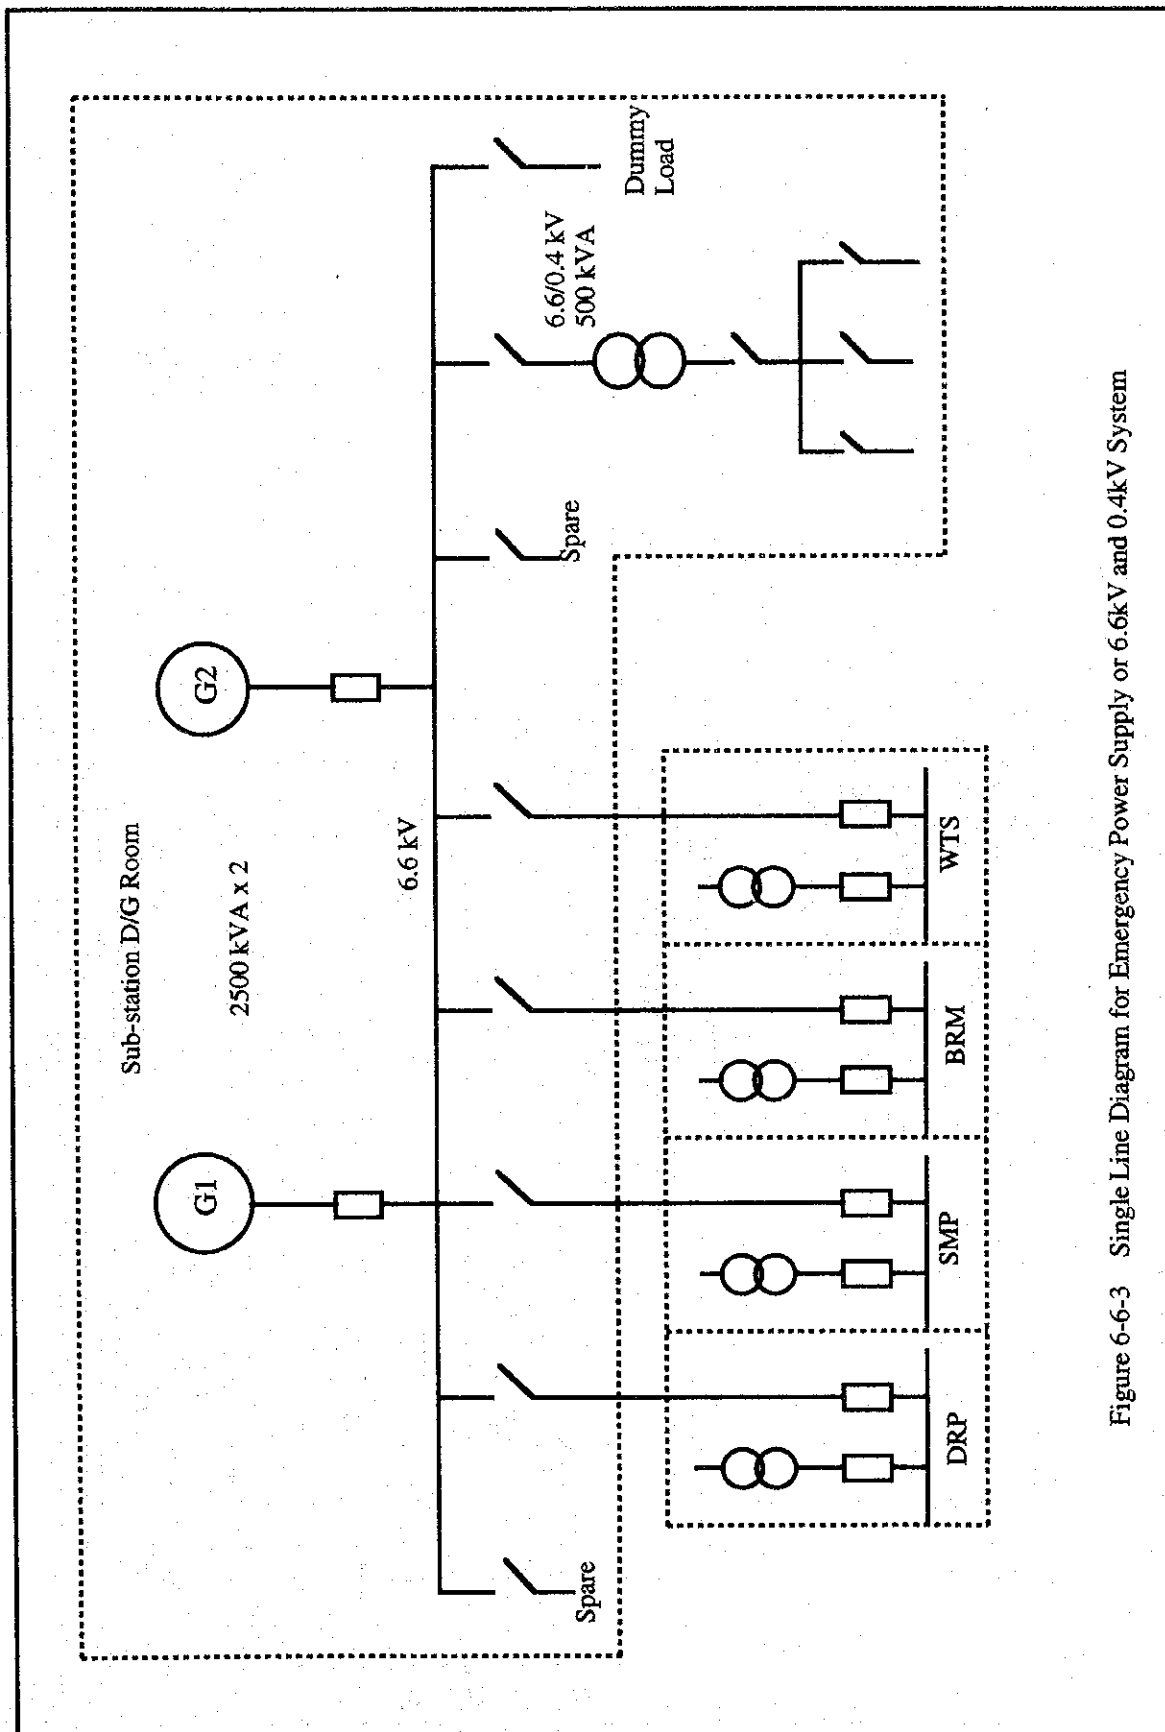 Sub-station D/G Room
2500 kVA x 2
G1
G2
6.6 kV
Spare
Spare
6.6/0.4 kV
500 kVA
Dummy
Load
DRP
SMP
BRM
WTS
Figure 6-6-3 Single Line Diagram for Emergency Power Supply or 6.6kV and 0.4kV System